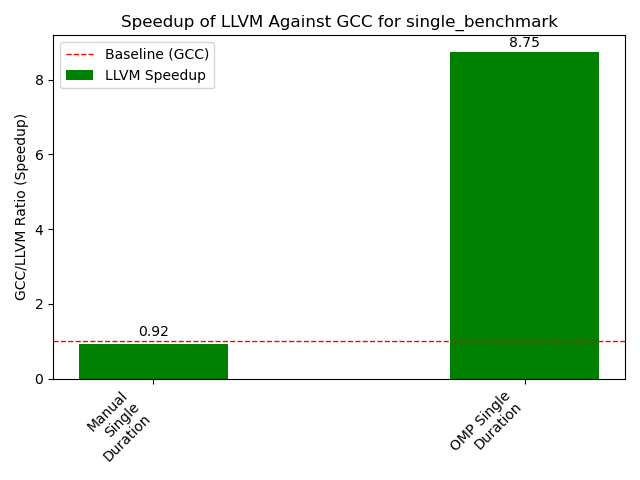 Speedup of LLVM Against GCC for single_benchmark
Baseline (GCC)
LLVM Speedup
GCC/LLVM Ratio (Speedup)
8
6
4
2
0
0.92
8.75
Manual
Single
Duration
OMP Single
Duration